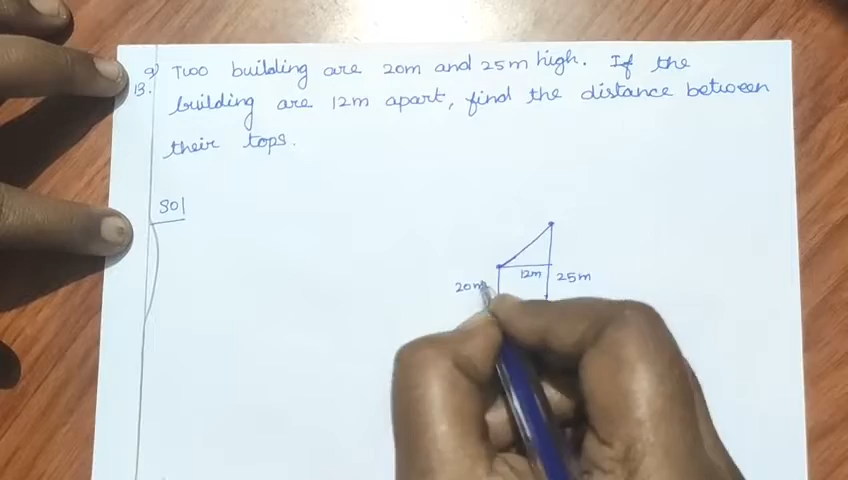 9) Two building are 20m and 25m high. If the
13. building are 12m apart, find the distance between
their tops.
Sol
12m
25m
20m